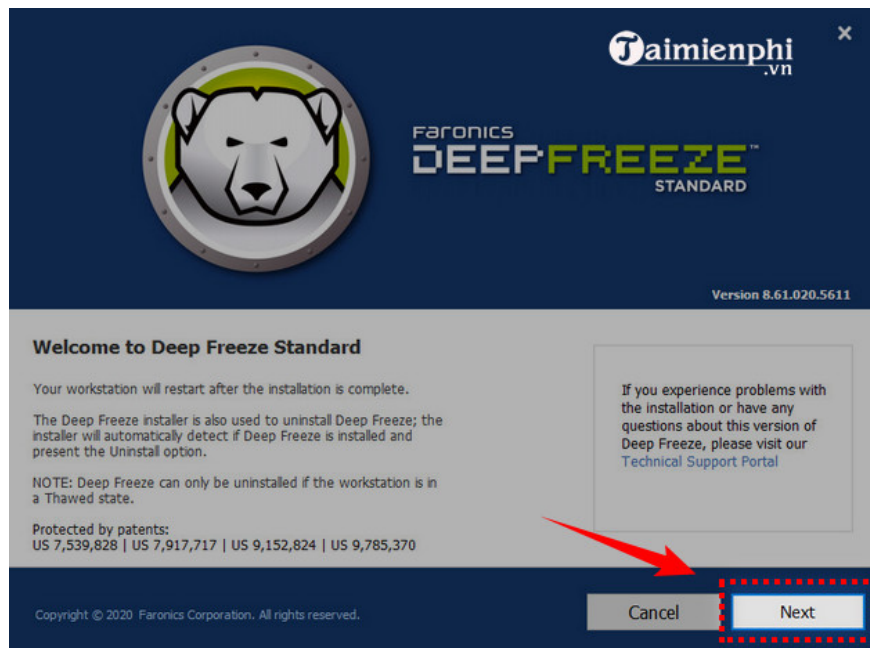 Taimienphi
.vn
×
Faronics
DEEPFREEZE™
STANDARD
Version 8.61.020.5611
Welcome to Deep Freeze Standard
Your workstation will restart after the installation is complete.
The Deep Freeze installer is also used to uninstall Deep Freeze; the
installer will automatically detect if Deep Freeze is installed and
present the Uninstall option.
NOTE: Deep Freeze can only be uninstalled if the workstation is in
a Thawed state.
Protected by patents:
US 7,539,828 | US 7,917,717 | US 9,152,824 | US 9,785,370
If you experience problems with
the installation or have any
questions about this version of
Deep Freeze, please visit our
Technical Support Portal
Copyright © 2020 Faronics Corporation. All rights reserved.
Cancel
Next